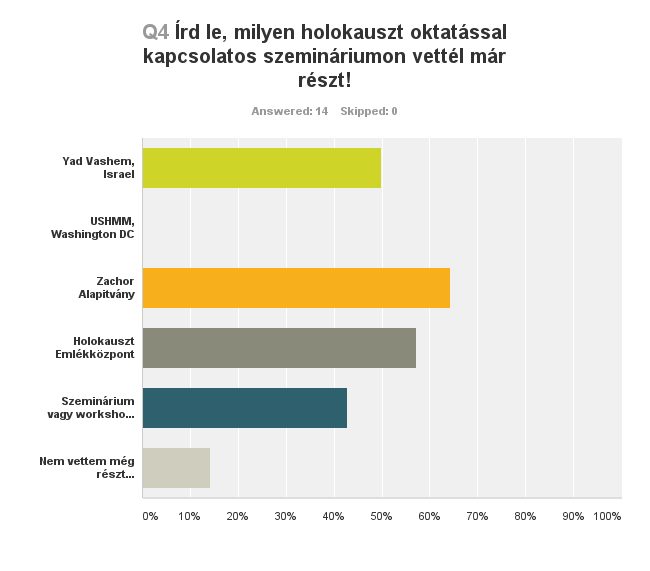 Q4 Írd le, milyen holokauszt oktatással
kapcsolatos szemináriumon vettél már
részt!
Answered: 14 Skipped: 0
Yad Vashem,
Israel
USHMM,
Washington DC
Zachor
Alapitvány
Holokauszt
Emlékközpont
Szeminárium
vagy worksho...
Nem vettem még
részt...
0% 10% 20% 30% 40% 50% 60% 70% 80% 90% 100%